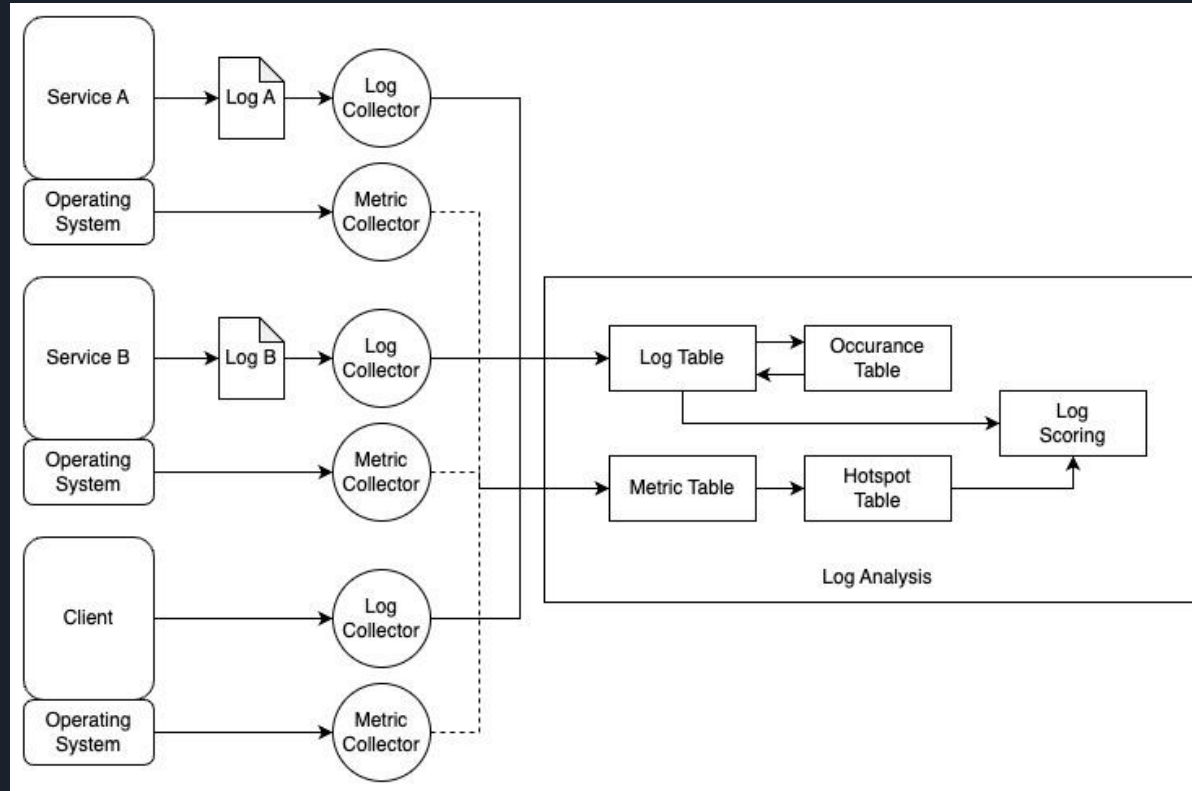 Service A
Log A
Log
Collector
Operating
System
Metric
Collector
Service B
Log B
Log
Collector
Log Table
Occurance
Table
Log
Scoring
Operating
System
Metric
Collector
Metric Table
Hotspot
Table
Log Analysis
Client
Log
Collector
Operating
System
Metric
Collector